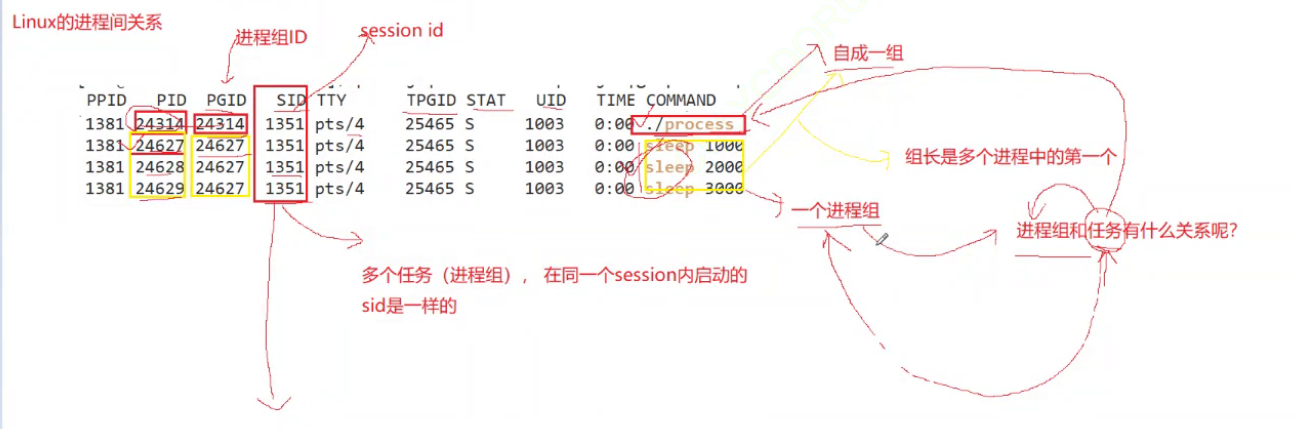 Linux的进程间关系
进程组ID
session id
自成一组
PPID PID PGID SID TTY TPGID STAT UID TIME COMMAND
1381 24314 24314 1351 pts/4 25465 S 1003 0:00 ./process
1381 24627 24627 1351 pts/4 25465 S 1003 0:00 sleep 1000
1381 24628 24627 1351 pts/4 25465 S 1003 0:00 sleep 2000
1381 24629 24627 1351 pts/4 25465 S 1003 0:00 sleep 3000
组长是多个进程中的第一个
一个进程组
进程组和任务有什么关系呢?
多个任务（进程组），在同一个session内启动的
sid是一样的